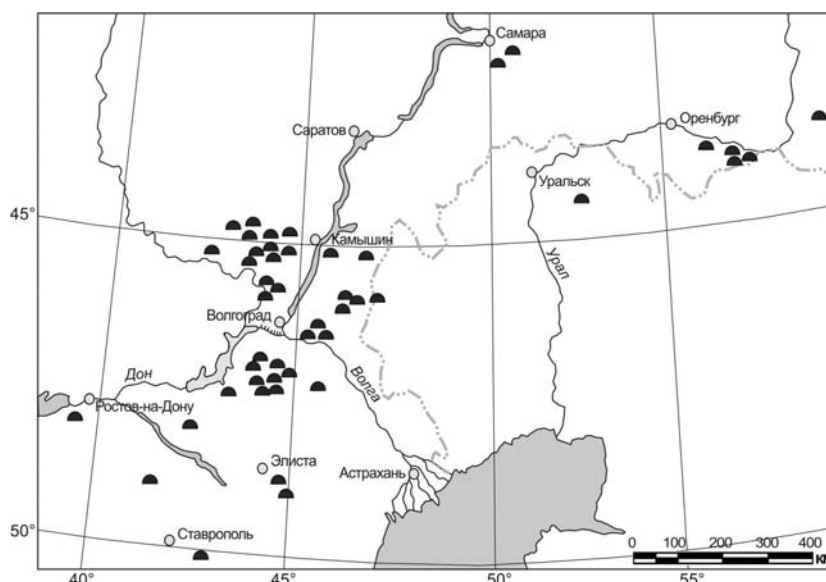 Самара
Оренбург
Саратов
Уральск
45°
Камышин
Урал
Волгоград
Дон
Волга
Ростов-на-Дону
Элиста
Астрахань
50°
Ставрополь
0 100 200 300 400
40° 45° 50° 55°